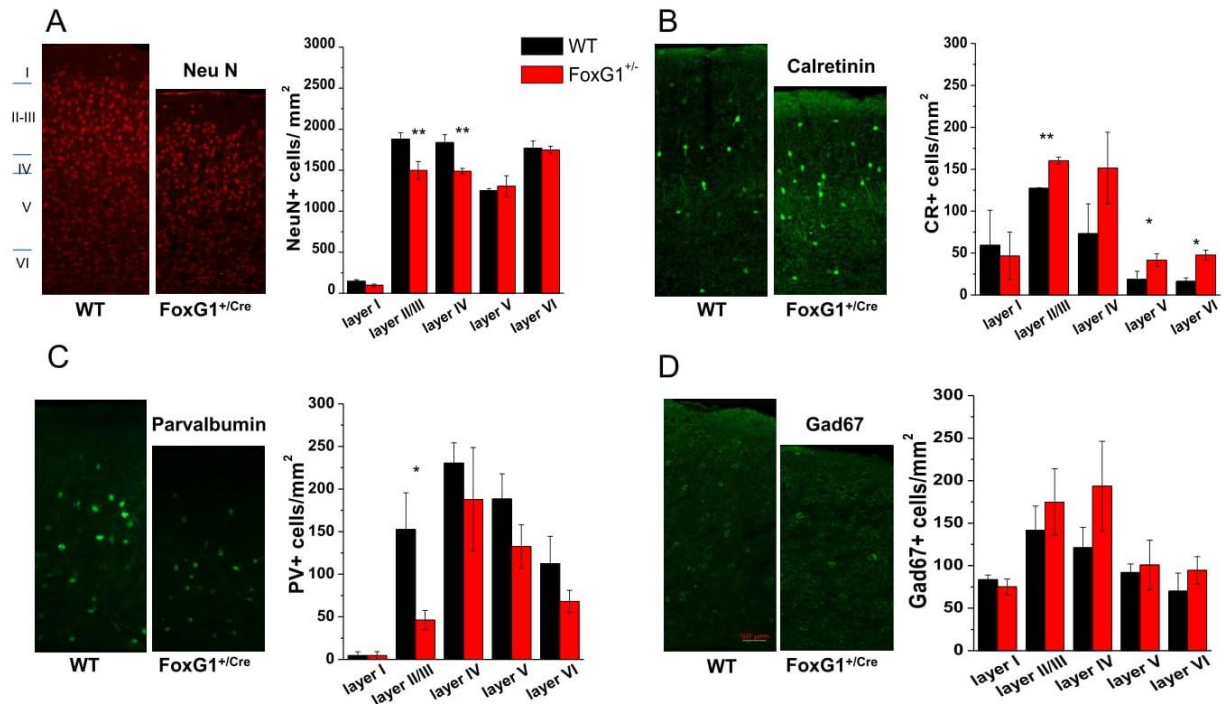 A
Neu N
I
II-III
IV
V
VI
WT
FoxG1+/Cre
NeuN+ cells/ mm2
3000
2500
2000
1750
1500
1000
500
0
** **
layer I
layer II/III
layer IV
layer V
layer VI
WT
FoxG1+/-
B
Calretinin
WT
FoxG1+/Cre
CR+ cells/mm2
300
250
200
150
100
50
0
**
*
*
layer I
layer II/III
layer IV
layer V
layer VI
C
Parvalbumin
WT
FoxG1+/Cre
PV+ cells/mm2
300
250
200
150
100
50
0
*
layer I
layer II/III
layer IV
layer V
layer VI
D
Gad67
50 µm
WT
FoxG1+/Cre
Gad67+ cells/mm2
300
250
200
150
100
50
0
layer I
layer II/III
layer IV
layer V
layer VI